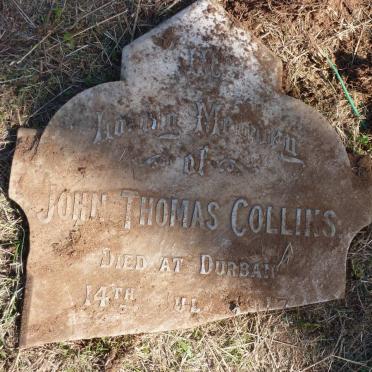 In
Loving Memory
of
JOHN THOMAS COLLINS
DIED AT DURBAN
14TH